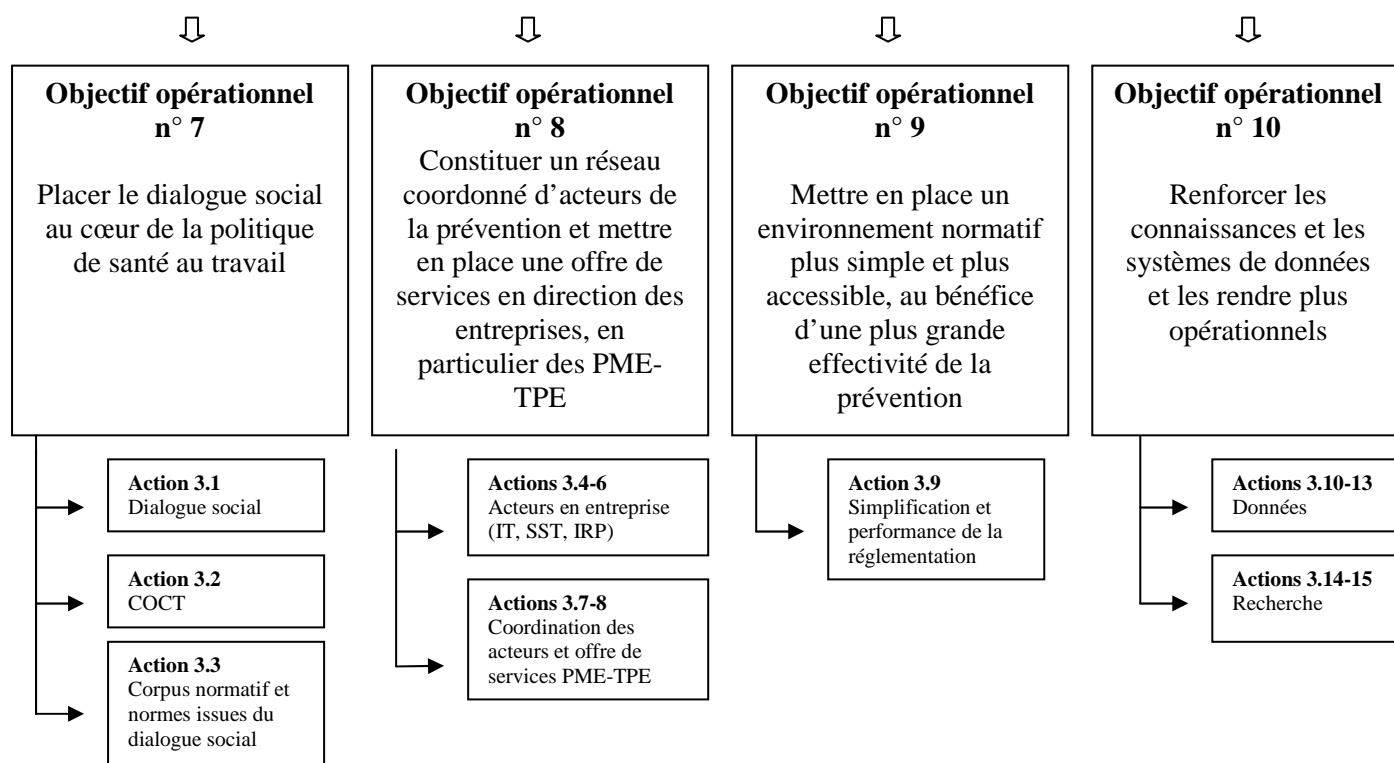 Objectif opérationnel
n° 7
Placer le dialogue social
au cœur de la politique
de santé au travail
Action 3.1
Dialogue social
Action 3.2
COCT
Action 3.3
Corpus normatif et
normes issues du
dialogue social
Objectif opérationnel
n° 8
Constituer un réseau
coordonné d’acteurs de
la prévention et mettre
en place une offre de
services en direction des
entreprises, en
particulier des PME-
TPE
Actions 3.4-6
Acteurs en entreprise
(IT, SST, IRP)
Actions 3.7-8
Coordination des
acteurs et offre de
services PME-TPE
Objectif opérationnel
n° 9
Mettre en place un
environnement normatif
plus simple et plus
accessible, au bénéfice
d’une plus grande
effectivité de la
prévention
Action 3.9
Simplification et
performance de la
réglementation
Objectif opérationnel
n° 10
Renforcer les
connaissances et les
systèmes de données
et les rendre plus
opérationnels
Actions 3.10-13
Données
Actions 3.14-15
Recherche